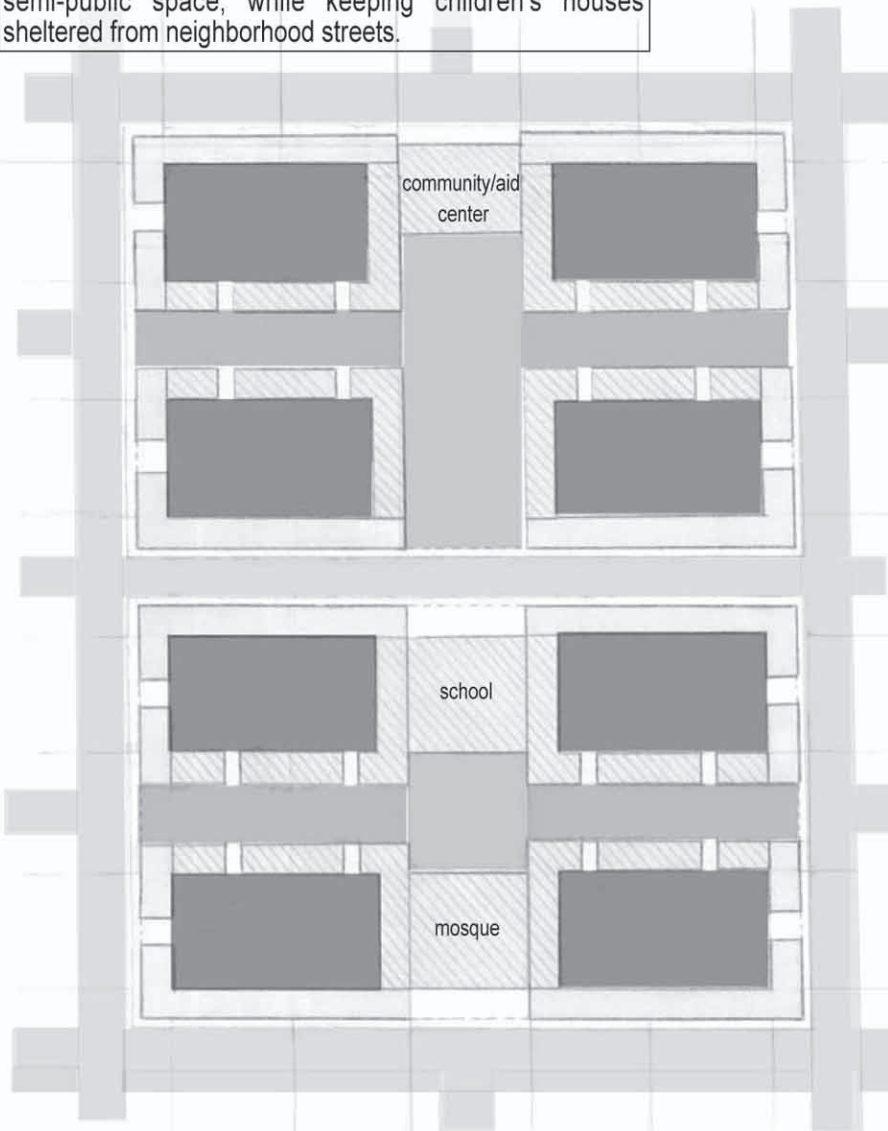 semi-public space, while keeping children's houses
sheltered from neighborhood streets.
community/aid
center
school
mosque